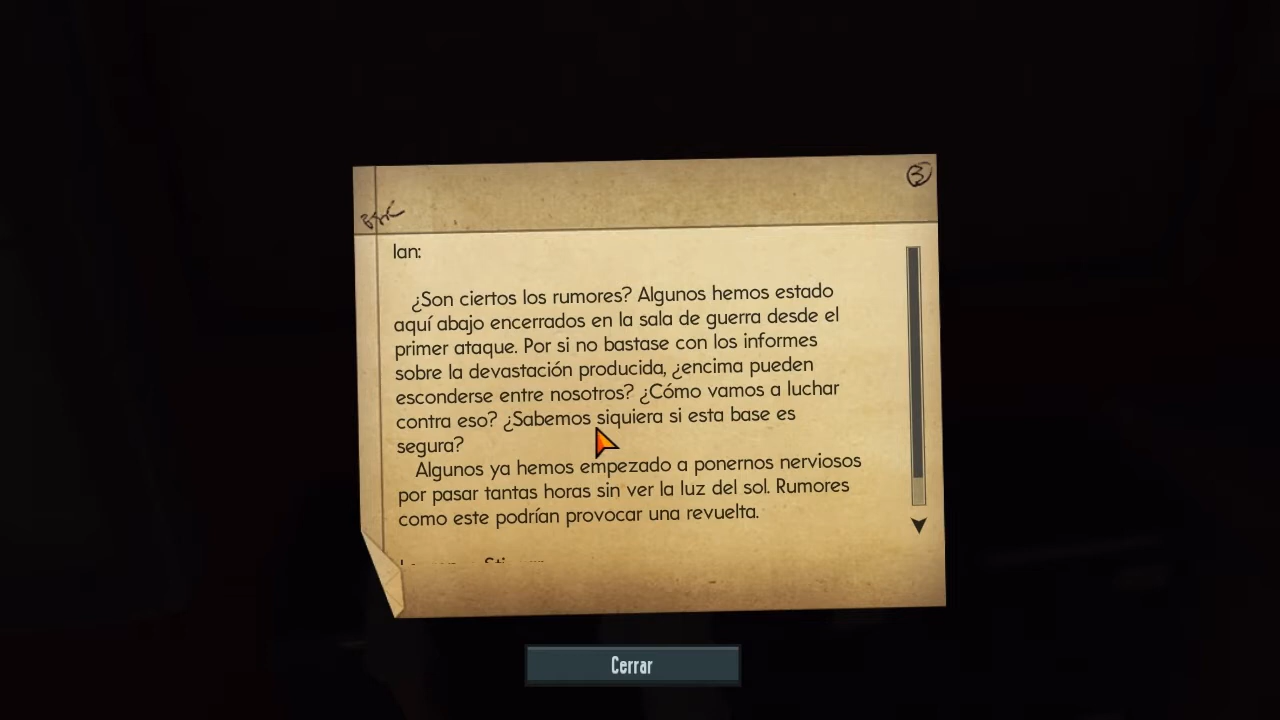 3
Ian:
¿Son ciertos los rumores? Algunos hemos estado
aquí abajo encerrados en la sala de guerra desde el
primer ataque. Por si no bastase con los informes
sobre la devastación producida, ¿encima pueden
esconderse entre nosotros? ¿Cómo vamos a luchar
contra eso? ¿Sabemos siquiera si esta base es
segura?
Algunos ya hemos empezado a ponernos nerviosos
por pasar tantas horas sin ver la luz del sol. Rumores
como este podrían provocar una revuelta.
Cerrar